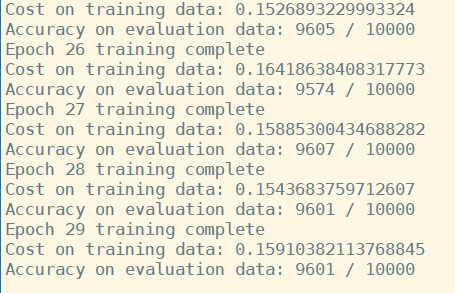 Cost on training data: 0.1526893229993324
Accuracy on evaluation data: 9605 / 10000
Epoch 26 training complete
Cost on training data: 0.16418638408317773
Accuracy on evaluation data: 9574 / 10000
Epoch 27 training complete
Cost on training data: 0.15885300434688282
Accuracy on evaluation data: 9607 / 10000
Epoch 28 training complete
Cost on training data: 0.1543683759712607
Accuracy on evaluation data: 9601 / 10000
Epoch 29 training complete
Cost on training data: 0.15910382113768845
Accuracy on evaluation data: 9601 / 10000